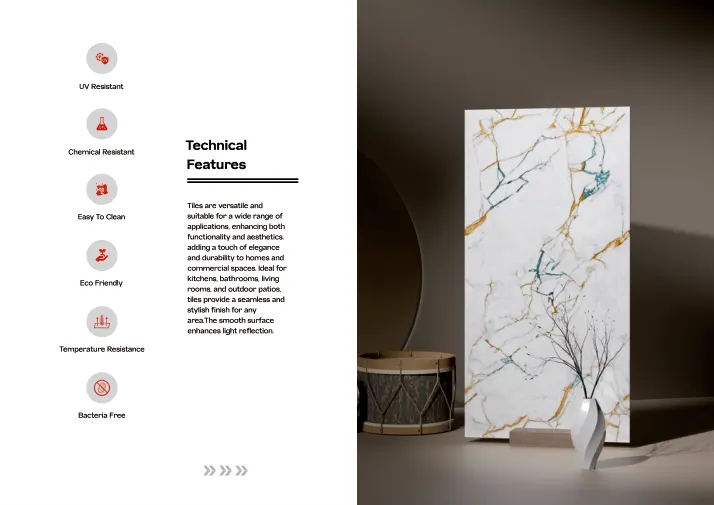 UV Resistant
Chemical Resistant
Easy To Clean
Eco Friendly
Temperature Resistance
Bacteria Free
Technical
Features
Tiles are versatile and
suitable for a wide range of
applications, enhancing both
functionality and aesthetics.
adding a touch of elegance
and durability to homes and
commercial spaces. Ideal for
kitchens, bathrooms, living
rooms, and outdoor patios,
tiles provide a seamless and
stylish finish for any
area.The smooth surface
enhances light reflection.